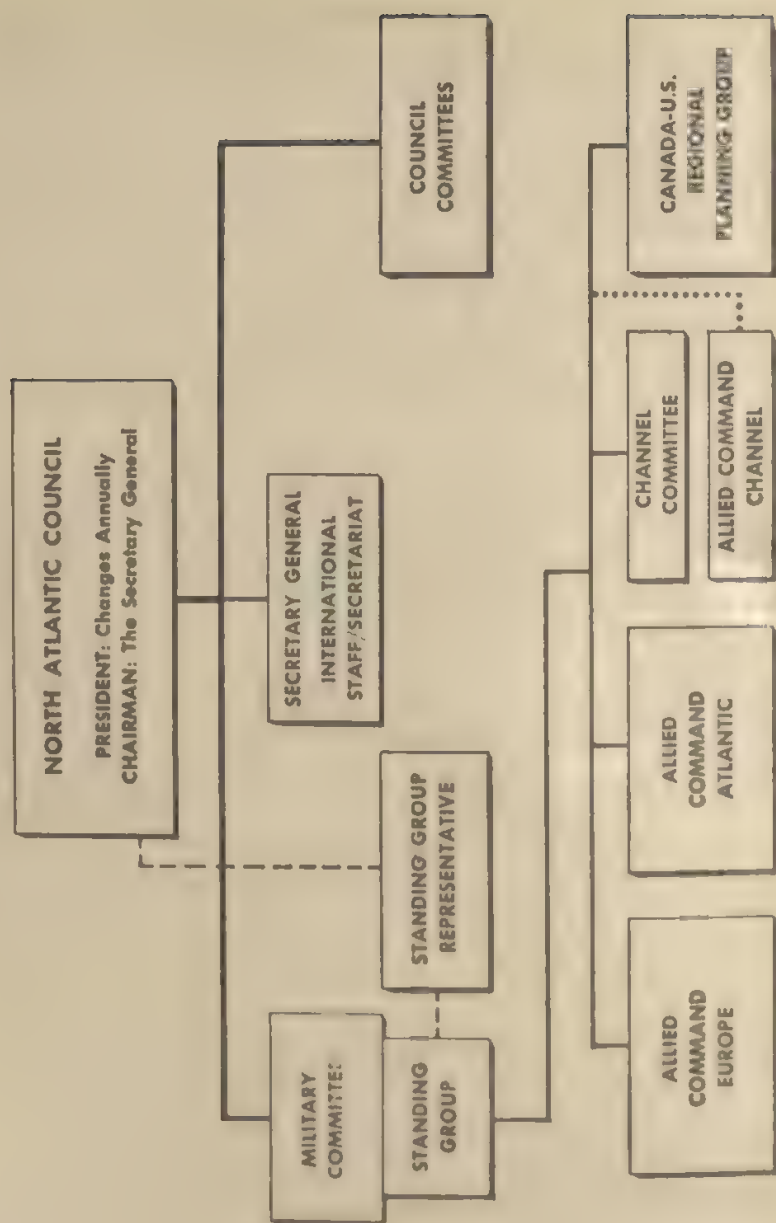 NORTH ATLANTIC COUNCIL
PRESIDENT: Changes Annually
CHAIRMAN: The Secretary General
MILITARY
COMMITTEE
STANDING
GROUP
STANDING GROUP
REPRESENTATIVE
SECRETARY GENERAL
INTERNATIONAL
STAFF/SECRETARIAT
COUNCIL
COMMITTEES
ALLIED
COMMAND
EUROPE
ALLIED
COMMAND
ATLANTIC
CHANNEL
COMMITTEE
ALLIED COMMAND
CHANNEL
CANADA-U.S.
REGIONAL
PLANNING GROUP